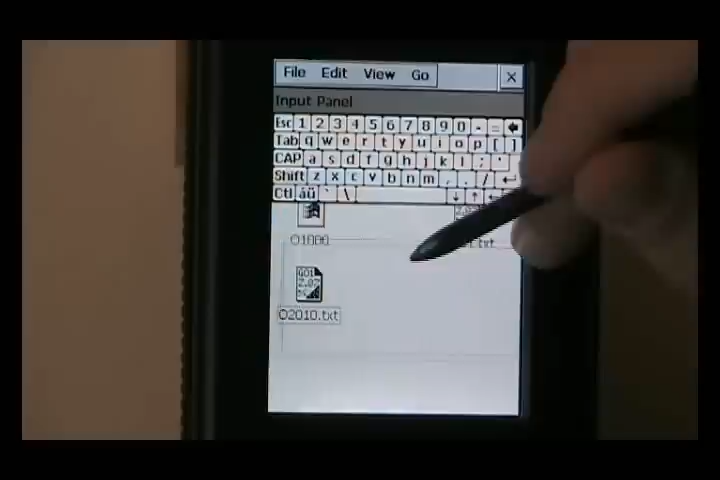 File Edit View Go X
Input Panel
Esc 1 2 3 4 5 6 7 8 9 0 - =
Tab q w e r t y u i o p [ ]
CAP a s d f g h j k l ; '
Shift z x c v b n m , . /
Ctl áü ` \
O1000
.txt
O2010.txt